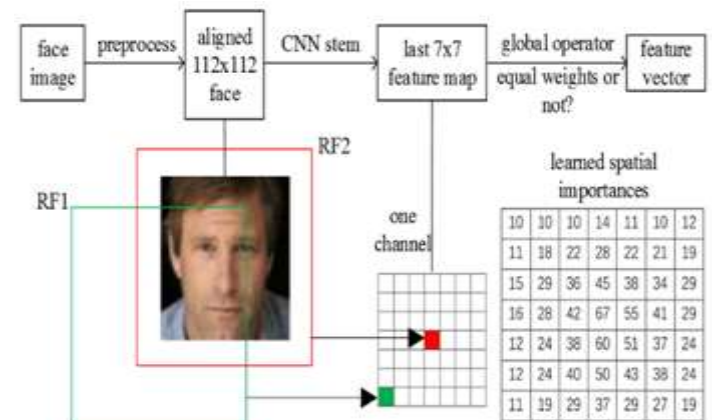 face
image
preprocess
aligned
112x112
face
CNN stem
last 7x7
feature map
global operator
equal weights or
not?
feature
vector
RF2
RF1
one
channel
learned spatial
importances
10 10 10 14 11 10 12
11 18 22 28 22 21 19
15 29 36 45 38 34 29
16 28 42 67 55 41 29
12 24 38 60 51 37 24
12 24 40 50 43 38 24
11 19 29 37 29 27 19